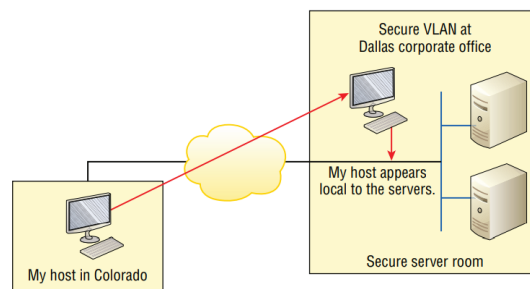 Secure VLAN at
Dallas corporate office
My host appears
local to the servers.
My host in Colorado
Secure server room